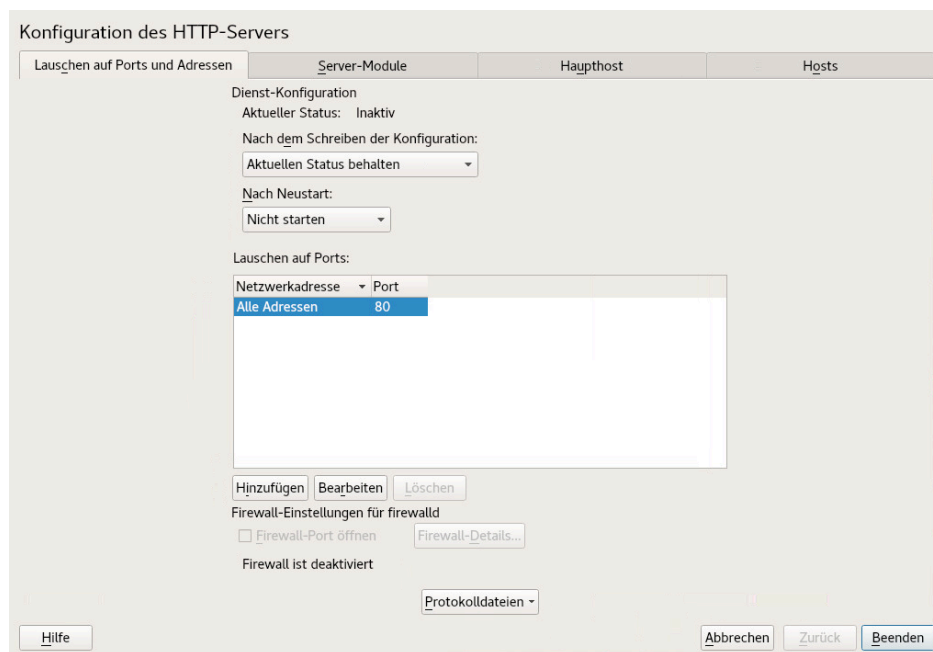 Konfiguration des HTTP-Servers
Lauschen auf Ports und Adressen Server-Module Haupthost Hosts
Dienst-Konfiguration
Aktueller Status: Inaktiv
Nach dem Schreiben der Konfiguration:
Aktuellen Status behalten
Nach Neustart:
Nicht starten
Lauschen auf Ports:
Netzwerkadresse Port
Alle Adressen 80
Hinzufügen Bearbeiten Löschen
Firewall-Einstellungen für firewalld
Firewall-Port öffnen Firewall-Details...
Firewall ist deaktiviert
Protokolldateien
Hilfe Abbrechen Zurück Beenden